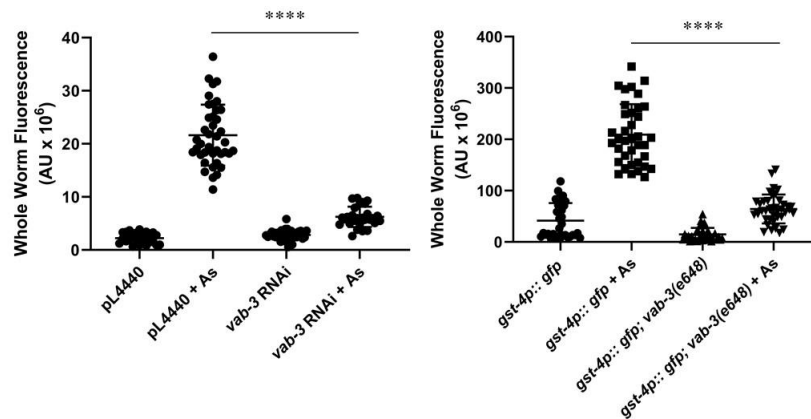 ****
Whole Worm Fluorescence
(AU x 10⁶)
40
30
20
10
0
pL4440
pL4440 + As
vab-3 RNAi
vab-3 RNAi + As
****
Whole Worm Fluorescence
(AU x 10⁶)
400
300
200
100
0
gst-4p:: gfp
gst-4p:: gfp + As
gst-4p:: gfp; vab-3(e648)
gst-4p:: gfp; vab-3(e648) + As